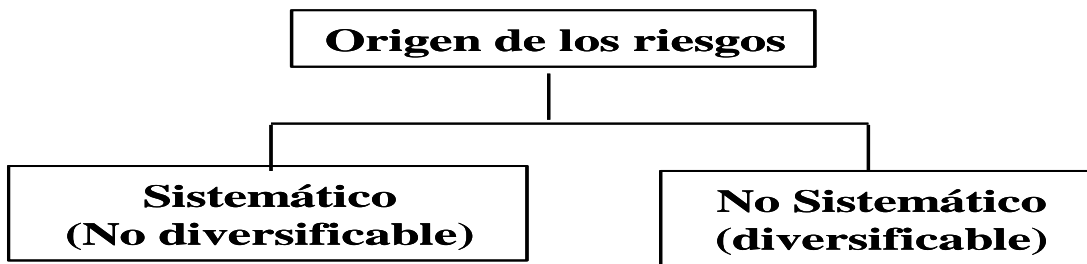 Origen de los riesgos
Sistemático
(No diversificable)
No Sistemático
(diversificable)